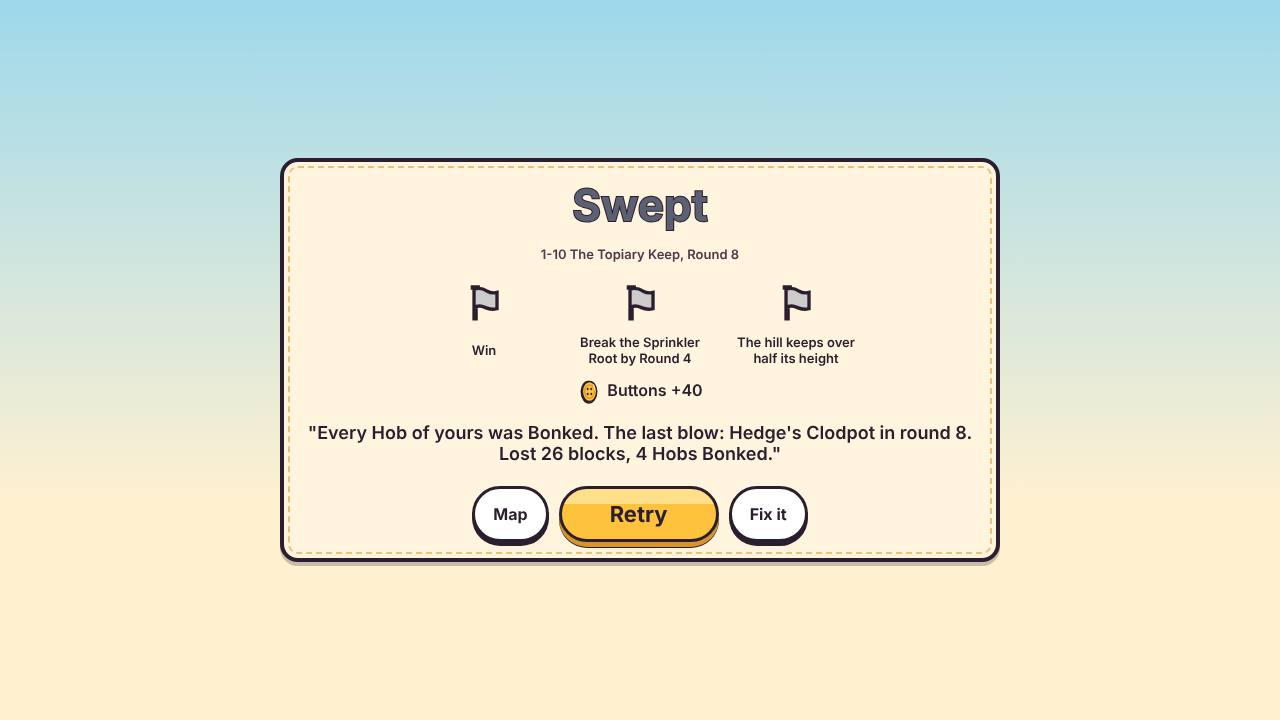 Swept
1-10 The Topiary Keep, Round 8
Win
Break the Sprinkler
Root by Round 4
The hill keeps over
half its height
Buttons +40
"Every Hob of yours was Bonked. The last blow: Hedge's Clodpot in round 8.
Lost 26 blocks, 4 Hobs Bonked."
Map
Retry
Fix it